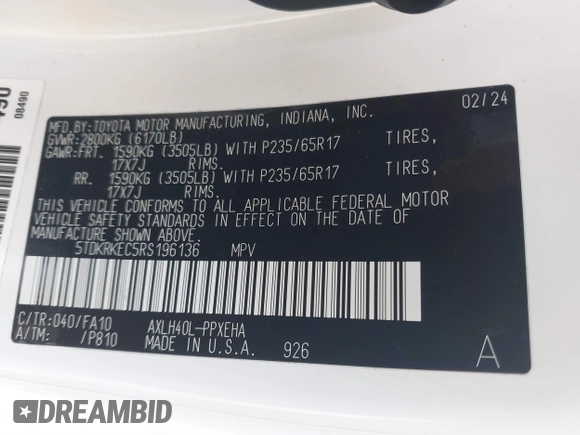 490
08490
02/24
MFD.BY:TOYOTA MOTOR MANUFACTURING, INDIANA, INC.
GVWR:2800KG (6170LB)
GAWR:FRT. 1590KG (3505LB) WITH P235/65R17 TIRES,
17X7J RIMS.
RR. 1590KG (3505LB) WITH P235/65R17 TIRES,
17X7J RIMS.
THIS VEHICLE CONFORMS TO ALL APPLICABLE FEDERAL MOTOR
VEHICLE SAFETY STANDARDS IN EFFECT ON THE DATE OF
MANUFACTURE SHOWN ABOVE.
5TDKRKEC5RS196136 MPV
C/TR:040/FA10 AXLH40L-PPXEHA
A/TM: /P810 MADE IN U.S.A. 926
A
DREAMBID